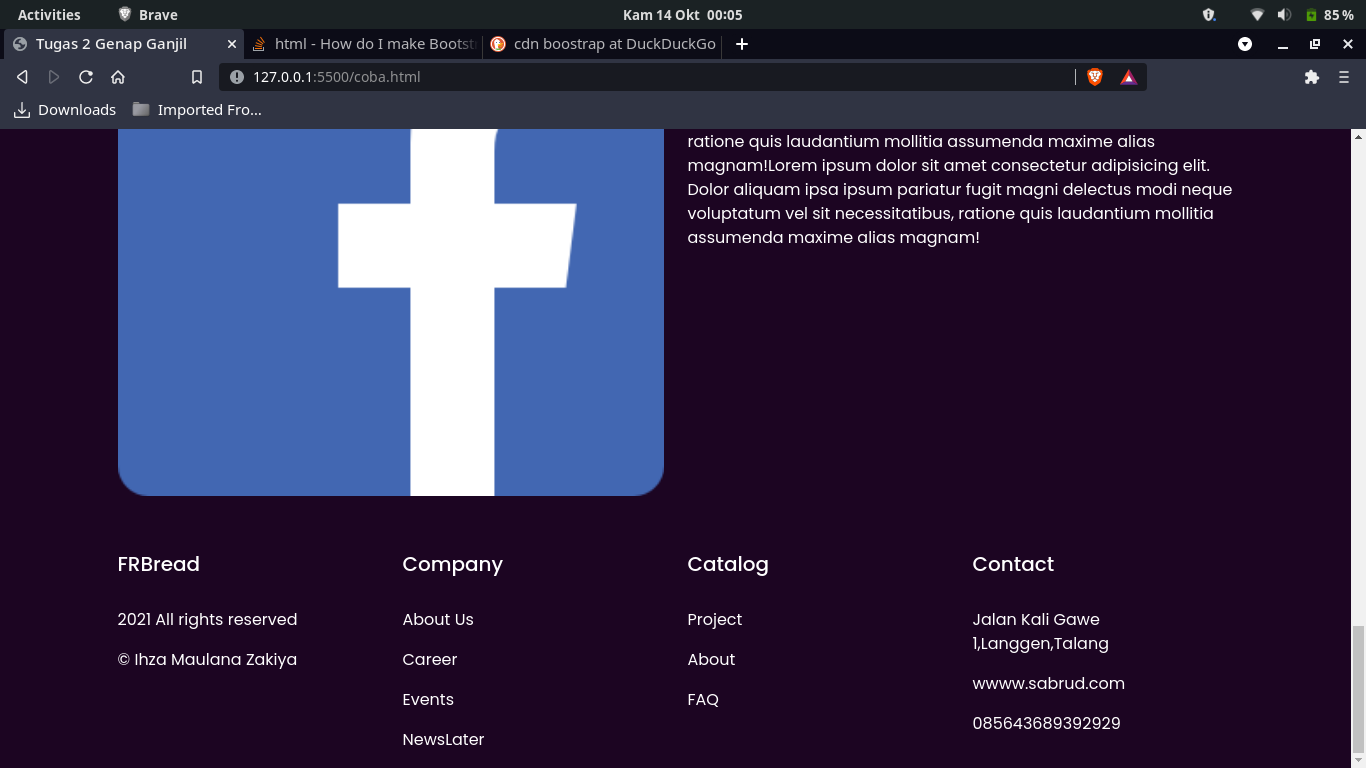 Activities Brave Kam 14 Okt 00:05 85 %
Tugas 2 Genap Ganjil html - How do I make Bootst cdn boostrap at DuckDuckGo
127.0.0.1:5500/coba.html
Downloads Imported Fro...
ratione quis laudantium mollitia assumenda maxime alias
magnam!Lorem ipsum dolor sit amet consectetur adipisicing elit.
Dolor aliquam ipsa ipsum pariatur fugit magni delectus modi neque
voluptatum vel sit necessitatibus, ratione quis laudantium mollitia
assumenda maxime alias magnam!
FRBread
2021 All rights reserved
© Ihza Maulana Zakiya
Company
About Us
Career
Events
NewsLater
Catalog
Project
About
FAQ
Contact
Jalan Kali Gawe
1,Langgen,Talang
wwww.sabrud.com
085643689392929